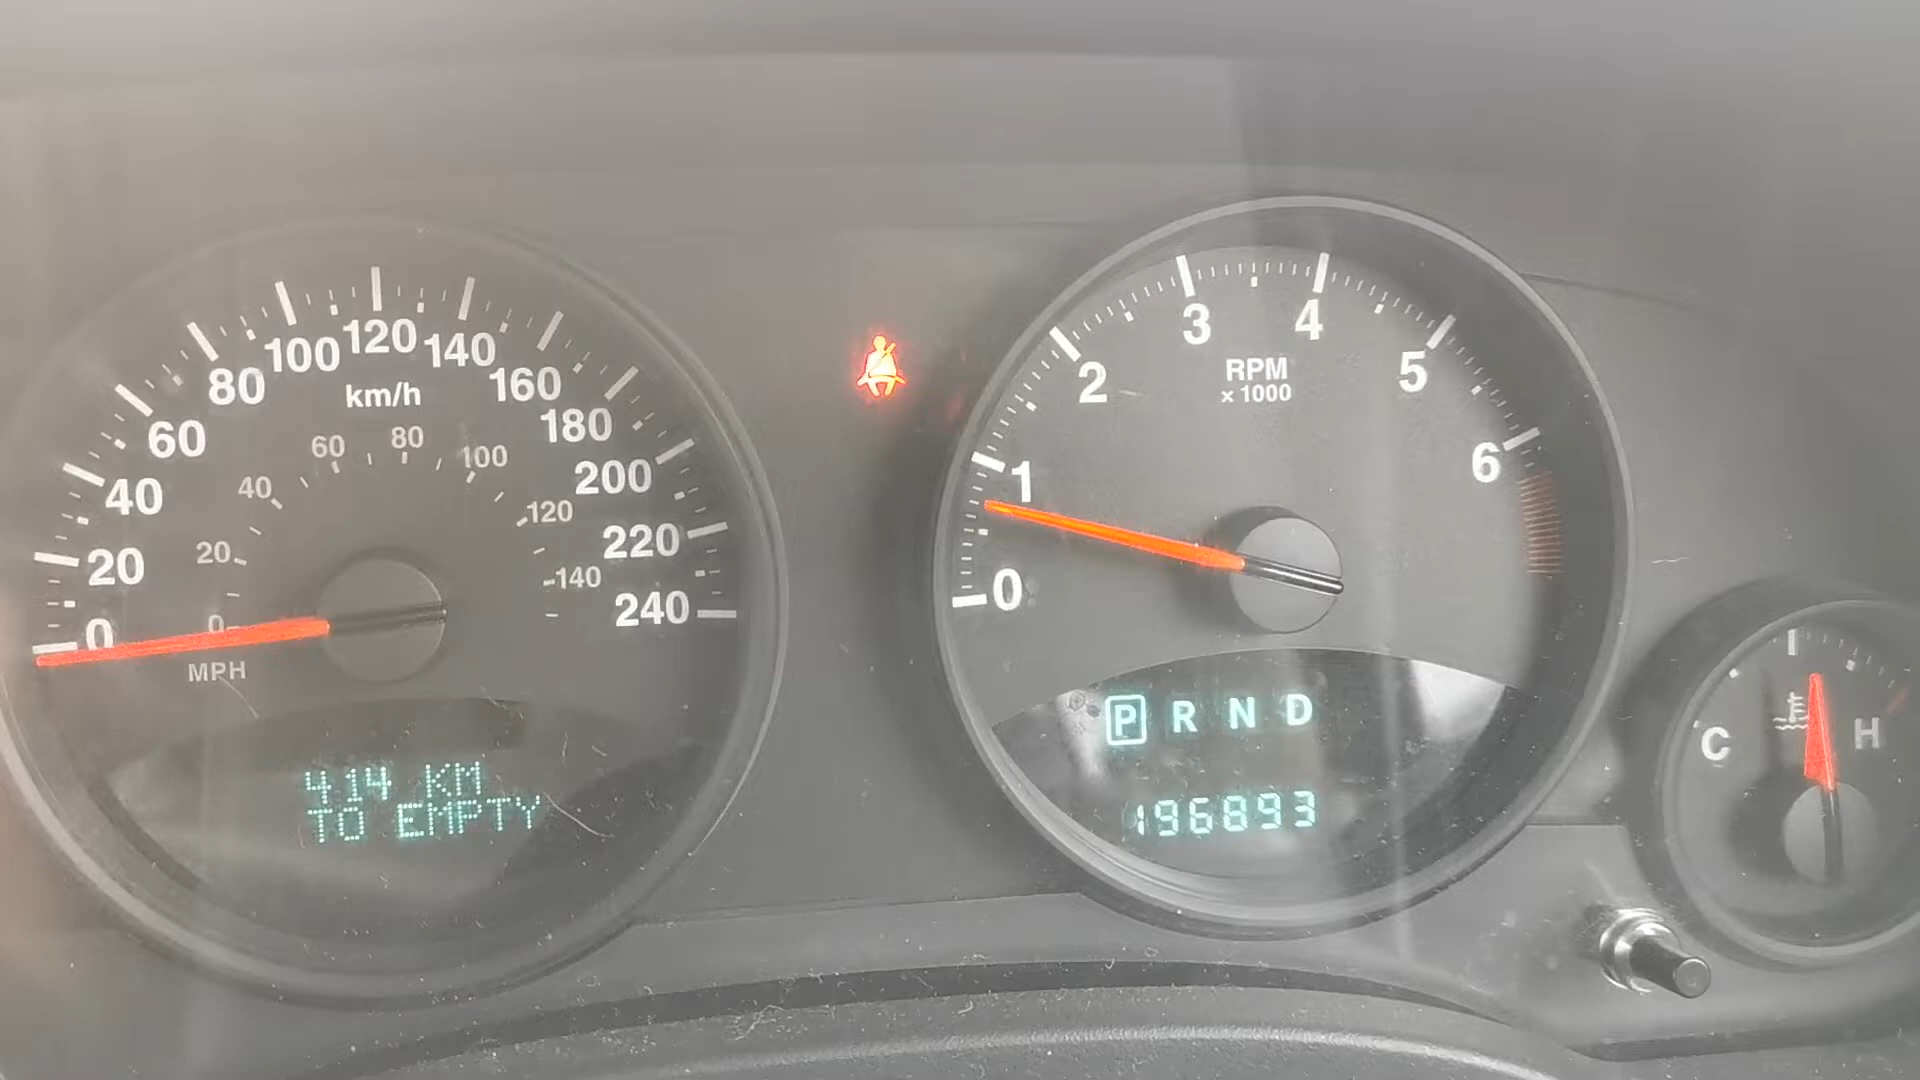 0 20 40 60 80 100 120 140 160 180 200 220 240
km/h
0 20 40 60 80 100 120 140
MPH
414 KM
TO EMPTY
0 1 2 3 4 5 6
RPM
x 1000
P R N D
196893
C H